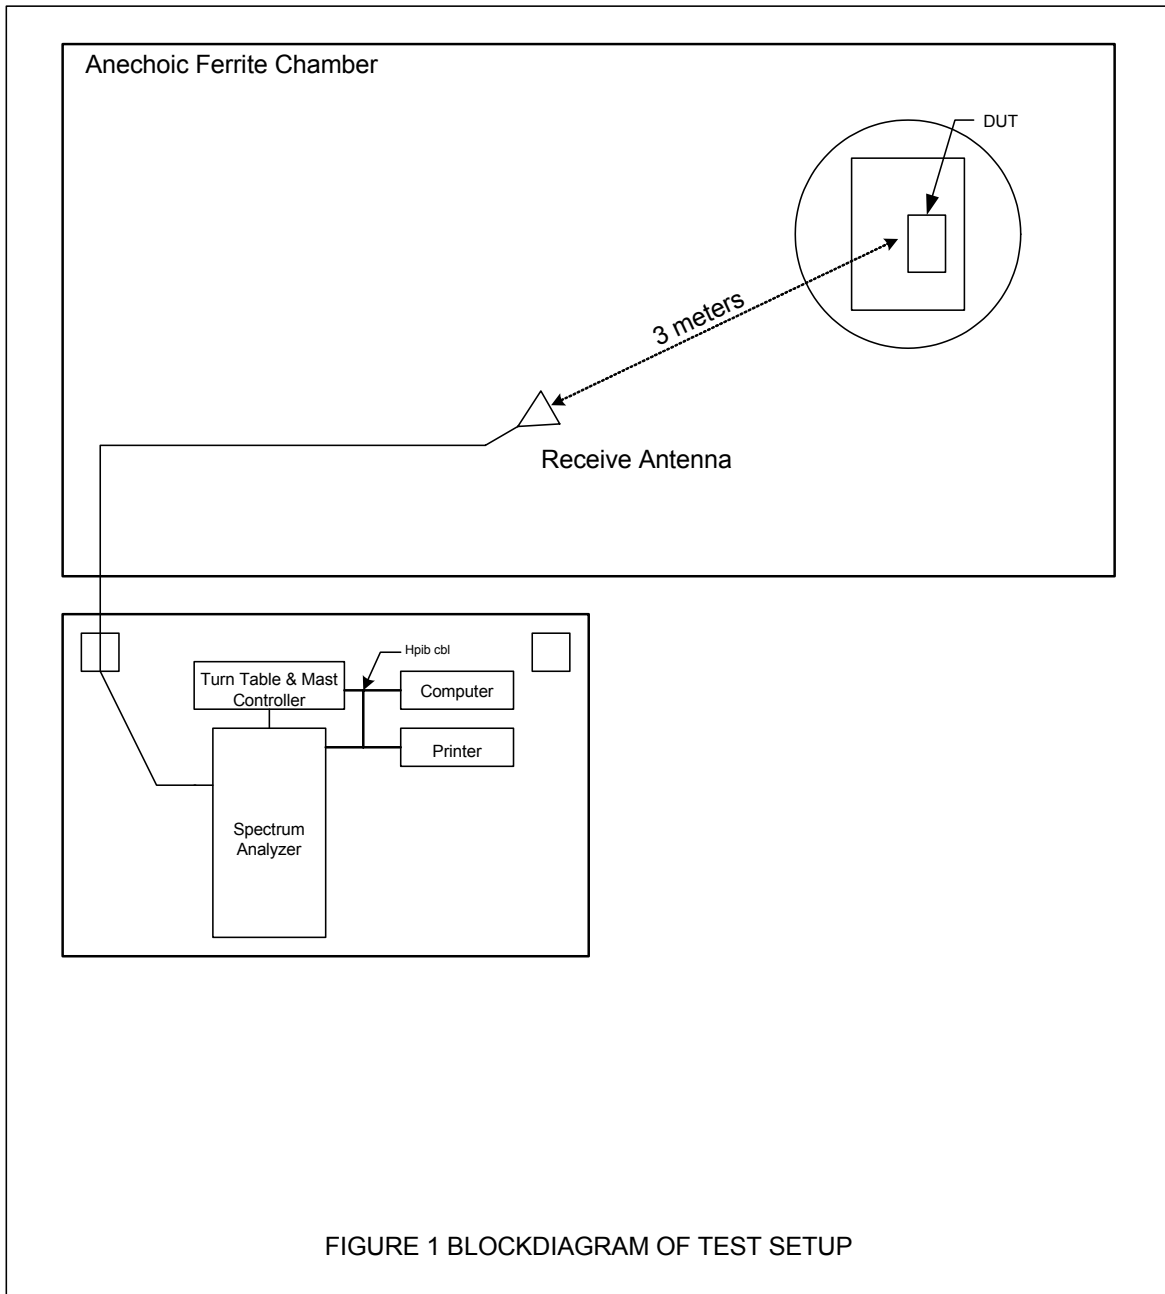 Anechoic Ferrite Chamber
DUT
3 meters
Receive Antenna
Hpib cbl
Turn Table & Mast
Controller
Computer
Printer
Spectrum
Analyzer
FIGURE 1 BLOCKDIAGRAM OF TEST SETUP